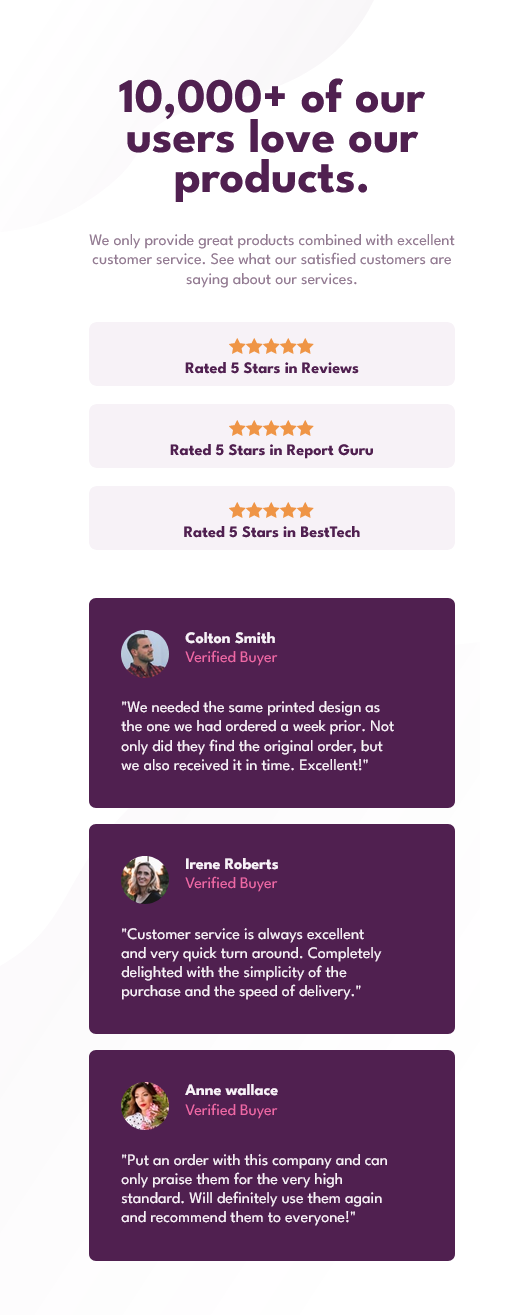 10,000+ of our
users love our
products.
We only provide great products combined with excellent
customer service. See what our satisfied customers are
saying about our services.
Rated 5 Stars in Reviews
Rated 5 Stars in Report Guru
Rated 5 Stars in BestTech
Colton Smith
Verified Buyer
"We needed the same printed design as
the one we had ordered a week prior. Not
only did they find the original order, but
we also received it in time. Excellent!"
Irene Roberts
Verified Buyer
"Customer service is always excellent
and very quick turn around. Completely
delighted with the simplicity of the
purchase and the speed of delivery."
Anne wallace
Verified Buyer
"Put an order with this company and can
only praise them for the very high
standard. Will definitely use them again
and recommend them to everyone!"